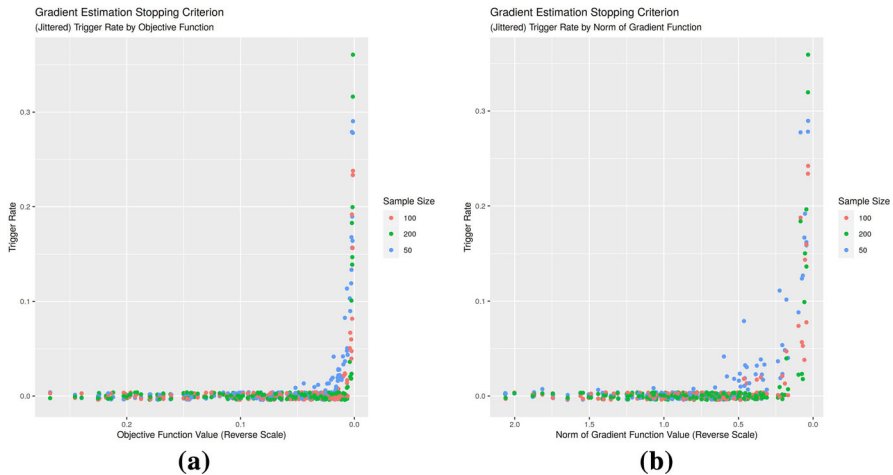 Gradient Estimation Stopping Criterion
(Jittered) Trigger Rate by Objective Function
0.3
0.2
0.1
0.0
Trigger Rate
0.2
0.1
0.0
Objective Function Value (Reverse Scale)
Sample Size
100
200
50
(a)
Gradient Estimation Stopping Criterion
(Jittered) Trigger Rate by Norm of Gradient Function
0.3
0.2
0.1
0.0
Trigger Rate
2.0
1.5
1.0
0.5
0.0
Norm of Gradient Function Value (Reverse Scale)
Sample Size
100
200
50
(b)